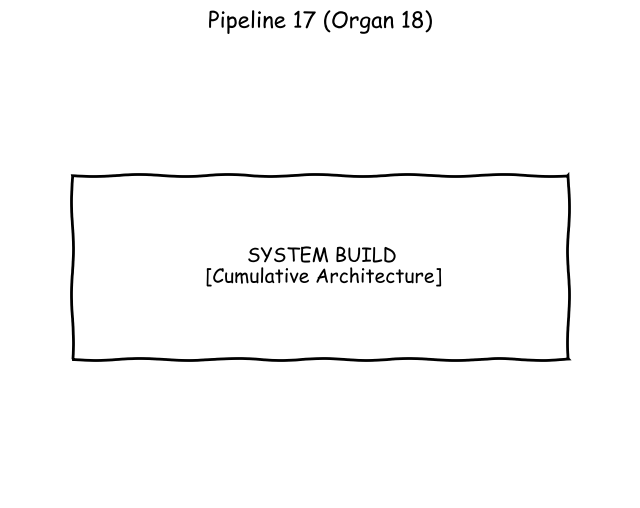 Pipeline 17 (Organ 18)
SYSTEM BUILD
[Cumulative Architecture]